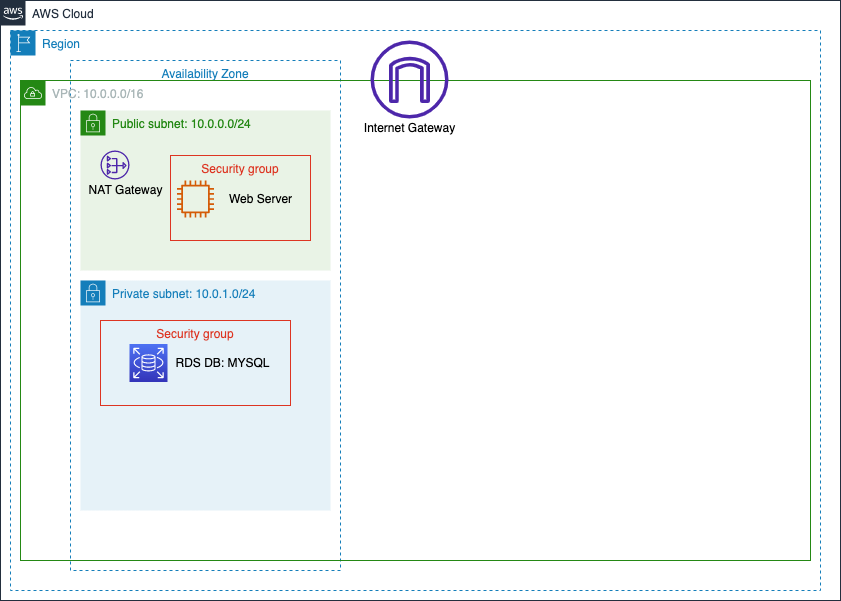 aws
AWS Cloud
Region
Availability Zone
VPC: 10.0.0.0/16
Internet Gateway
Public subnet: 10.0.0.0/24
Security group
NAT Gateway
Web Server
Private subnet: 10.0.1.0/24
Security group
RDS DB: MYSQL